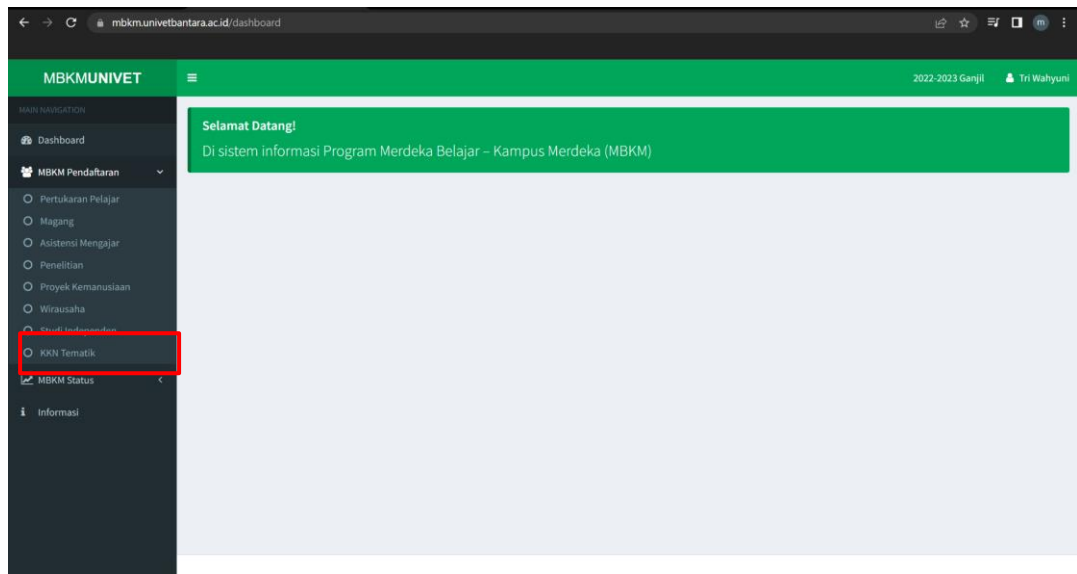 mbkm.univetbantara.ac.id/dashboard
m
MBKMUNIVET
2022-2023 Ganjil
Tri Wahyuni
MAIN NAVIGATION
Dashboard
MBKM Pendaftaran
Pertukaran Pelajar
Magang
Asistensi Mengajar
Penelitian
Proyek Kemanusiaan
Wirausaha
Studi Independen
KKN Tematik
MBKM Status
Informasi
Selamat Datang!
Di sistem informasi Program Merdeka Belajar – Kampus Merdeka (MBKM)